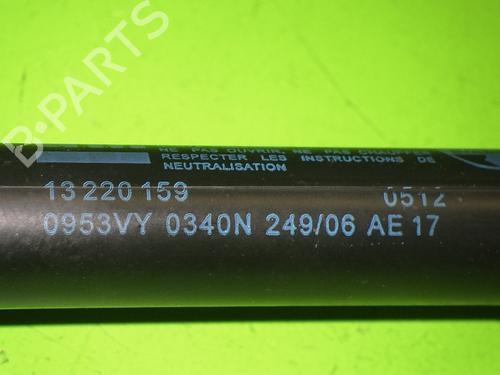 NE PAS OUVRIR, NE PAS CHAUFFER
RESPECTER LES INSTRUCTIONS DE
NEUTRALISATION
13 220 159 0512
0953VY 0340N 249/06 AE 17
B-PARTS